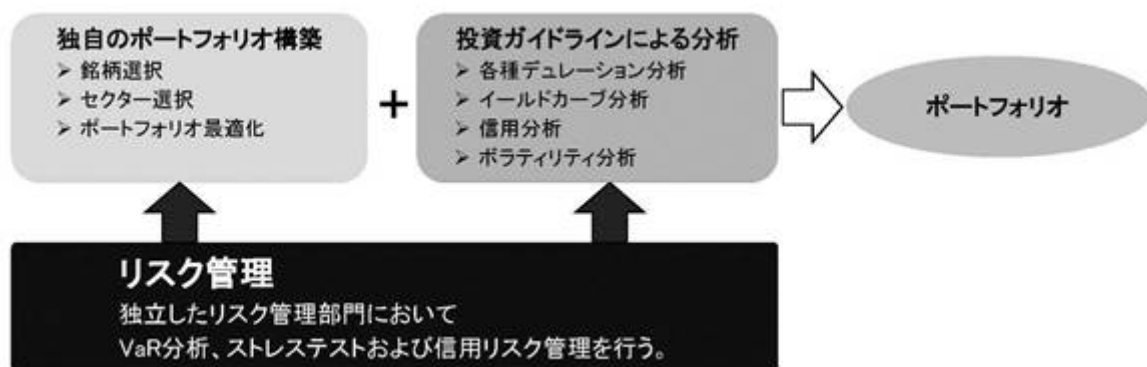 独自のポートフォリオ構築
➢ 銘柄選択
➢ セクター選択
➢ ポートフォリオ最適化
+
投資ガイドラインによる分析
➢ 各種デュレーション分析
➢ イールドカーブ分析
➢ 信用分析
➢ ボラティリティ分析
ポートフォリオ
リスク管理
独立したリスク管理部門において
VaR分析、ストレステストおよび信用リスク管理を行う。